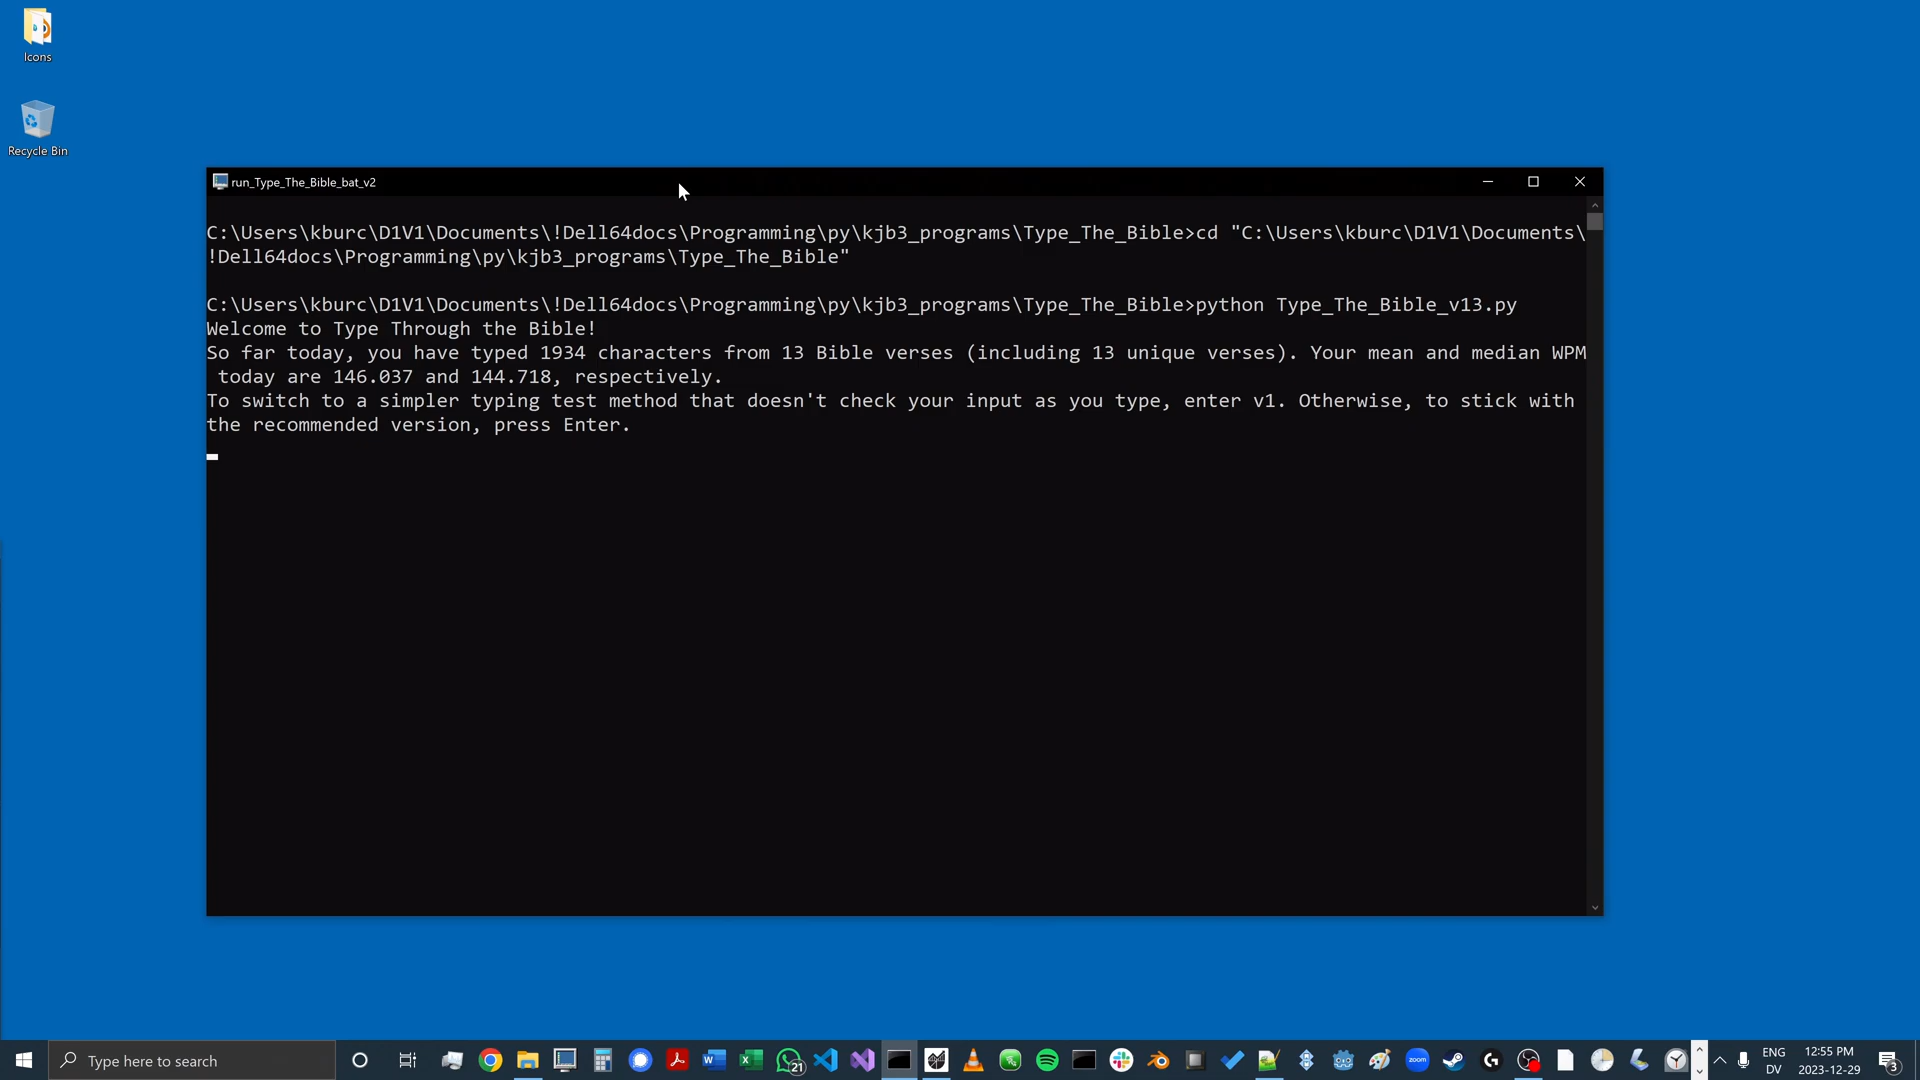 Icons
Recycle Bin
run_Type_The_Bible_bat_v2
C:\Users\kburc\D1V1\Documents\!Dell64docs\Programming\py\kjb3_programs\Type_The_Bible>cd "C:\Users\kburc\D1V1\Documents\
!Dell64docs\Programming\py\kjb3_programs\Type_The_Bible"
C:\Users\kburc\D1V1\Documents\!Dell64docs\Programming\py\kjb3_programs\Type_The_Bible>python Type_The_Bible_v13.py
Welcome to Type Through the Bible!
So far today, you have typed 1934 characters from 13 Bible verses (including 13 unique verses). Your mean and median WPM
today are 146.037 and 144.718, respectively.
To switch to a simpler typing test method that doesn't check your input as you type, enter v1. Otherwise, to stick with
the recommended version, press Enter.
Type here to search
21
zoom
ENG
DV
12:55 PM
2023-12-29
3